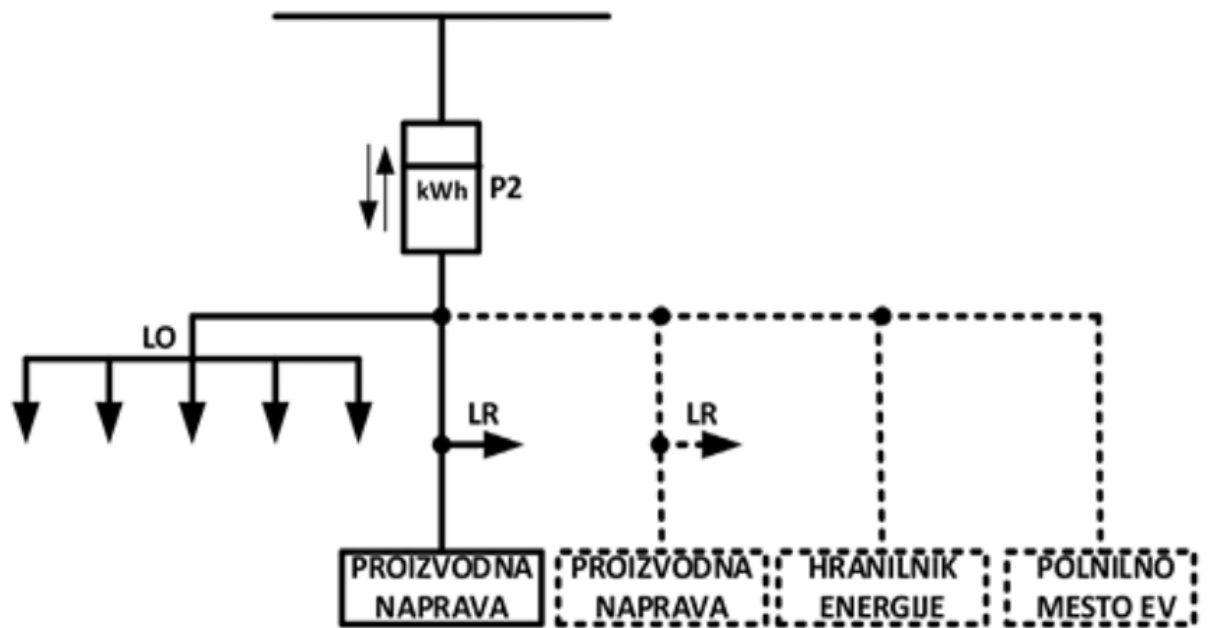 kWh
P2
LO
LR
LR
PROIZVODNA
NAPRAVA
PROIZVODNA
NAPRAVA
HRANILNIK
ENERGIJE
POLNILNO
MESTO EV